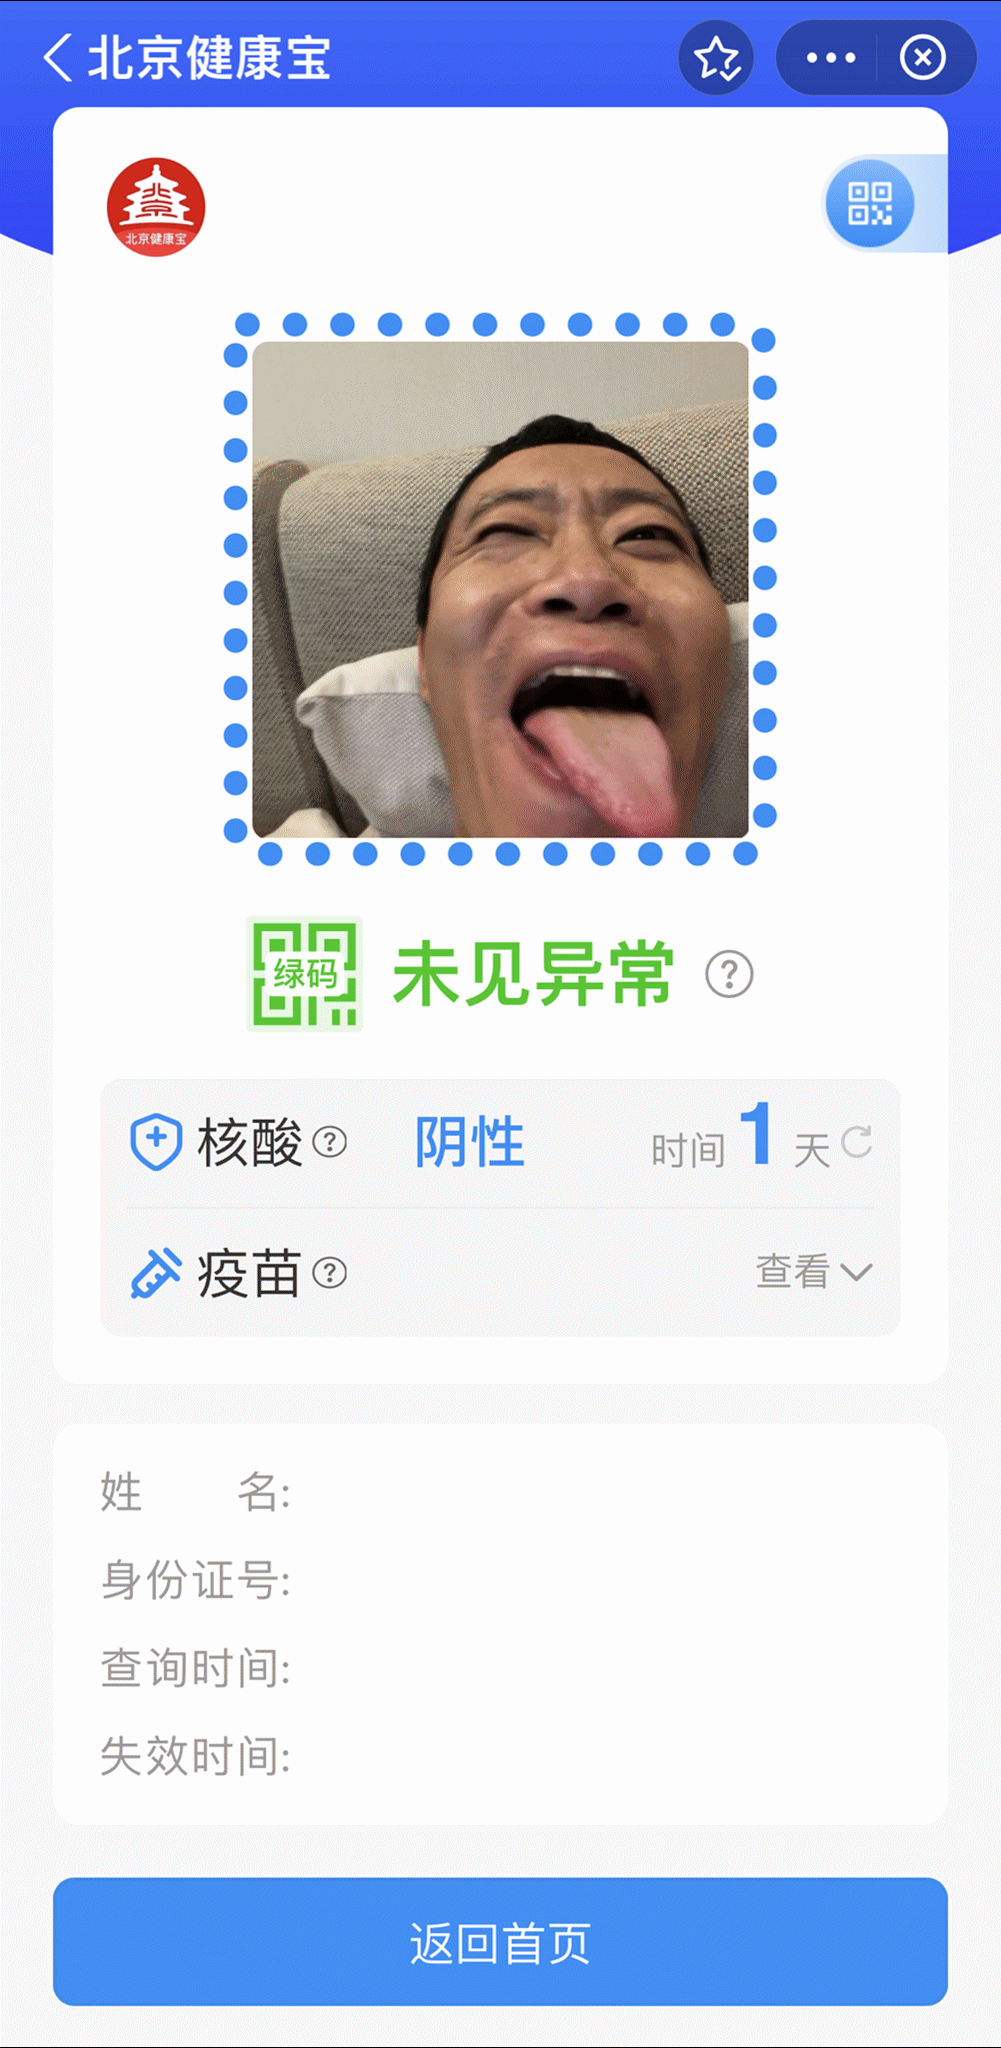 北京健康宝
北京
北京健康宝
绿码 未见异常 ?
核酸 ? 阴性 时间 1 天
疫苗 ? 查看
姓 名:
身份证号:
查询时间:
失效时间:
返回首页